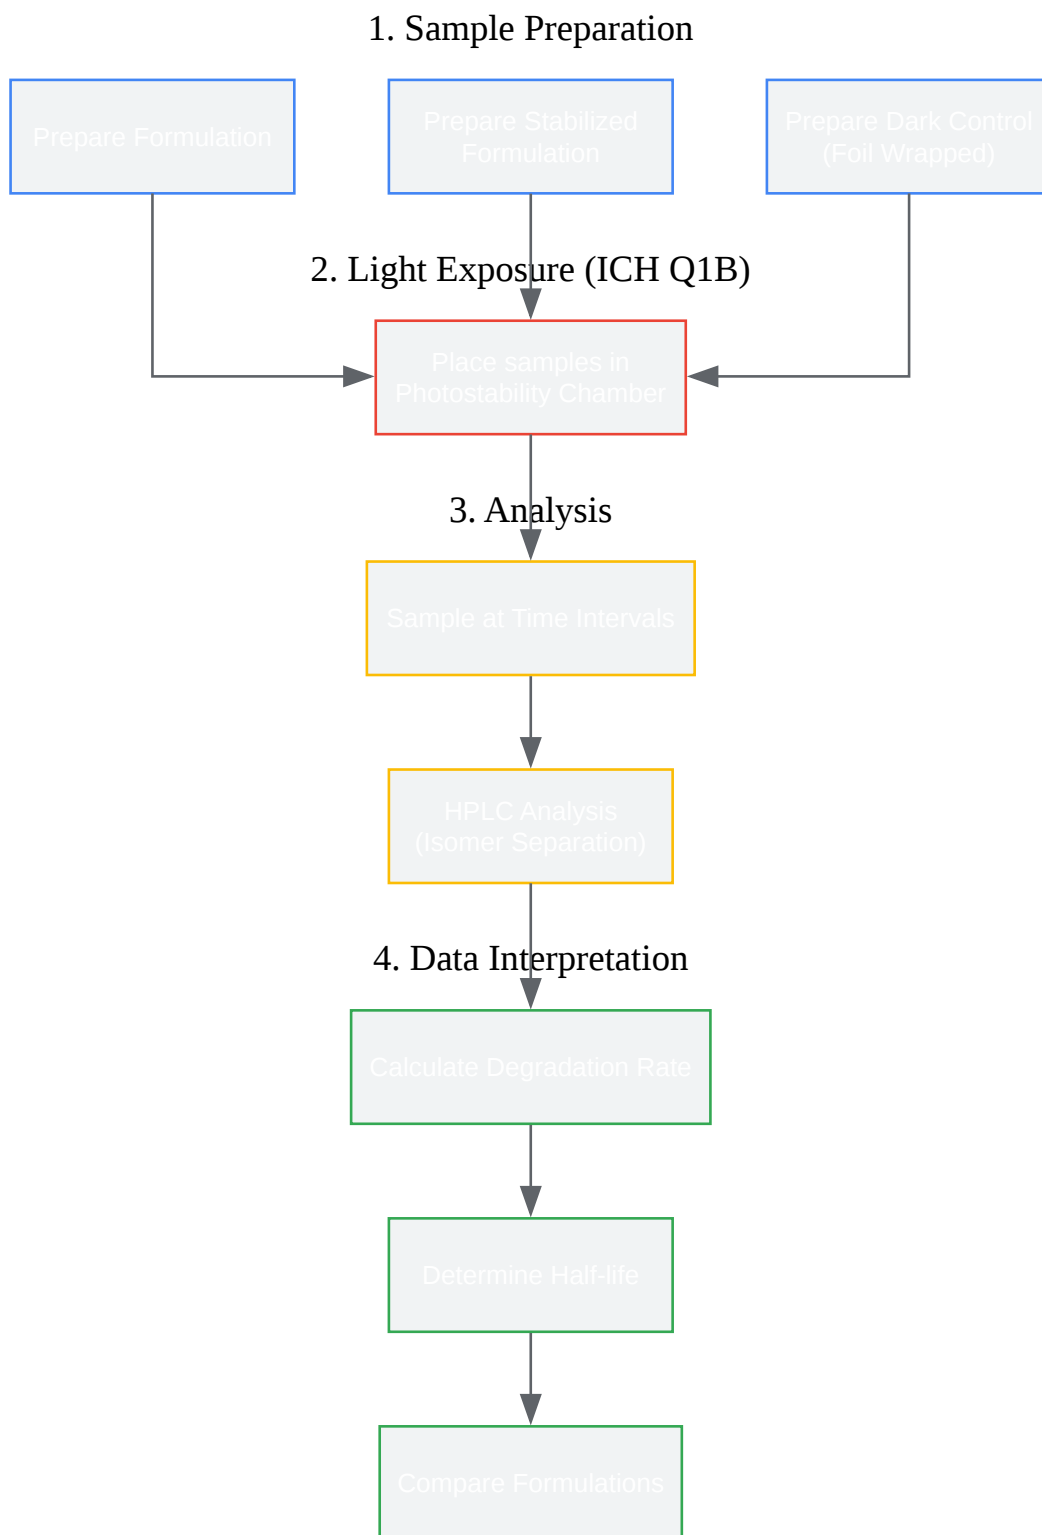 1. Sample Preparation
Prepare Formulation
Prepare Stabilized
Formulation
Prepare Dark Control
(Foil Wrapped)
2. Light Exposure (ICH Q1B)
Place samples in
Photostability Chamber
3. Analysis
Sample at Time Intervals
HPLC Analysis
(Isomer Separation)
4. Data Interpretation
Calculate Degradation Rate
Determine Half-life
Compare Formulations